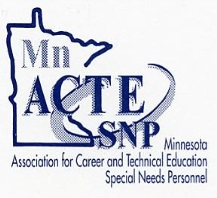 Mn
ACTE
SNP
Minnesota
Association for Career and Technical Education
Special Needs Personnel